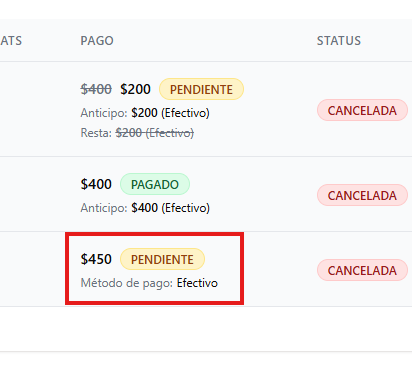 ATS PAGO STATUS
$400 $200 PENDIENTE
Anticipo: $200 (Efectivo)
CANCELADA
Resta: $200 (Efectivo)
$400 PAGADO
CANCELADA
Anticipo: $400 (Efectivo)
$450 PENDIENTE
CANCELADA
Método de pago: Efectivo